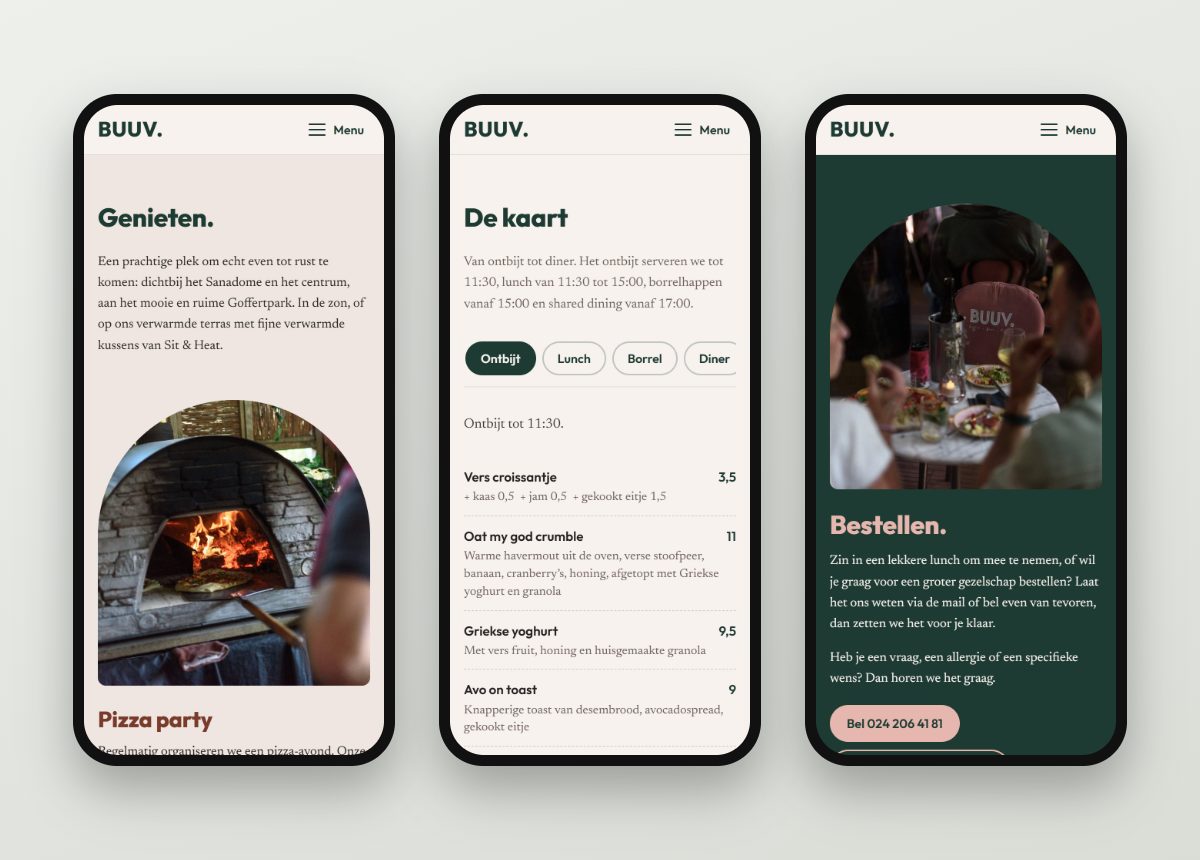 BUUV.
Menu
Genieten.
Een prachtige plek om echt even tot rust te
komen: dichtbij het Sanadome en het centrum,
aan het mooie en ruime Goffertpark. In de zon, of
op ons verwarmde terras met fijne verwarmde
kussens van Sit & Heat.
Pizza party
Regelmatig organiseren we een pizza-avond. Onze
BUUV.
Menu
De kaart
Van ontbijt tot diner. Het ontbijt serveren we tot
11:30, lunch van 11:30 tot 15:00, borrelhappen
vanaf 15:00 en shared dining vanaf 17:00.
Ontbijt
Lunch
Borrel
Diner
Ontbijt tot 11:30.
Vers croissantje 3,5
+ kaas 0,5 + jam 0,5 + gekookt eitje 1,5
Oat my god crumble 11
Warme havermout uit de oven, verse stoofpeer,
banaan, cranberry's, honing, afgetopt met Griekse
yoghurt en granola
Griekse yoghurt 9,5
Met vers fruit, honing en huisgemaakte granola
Avo on toast 9
Knapperige toast van desembrood, avocadospread,
gekookt eitje
BUUV.
Menu
BUUV.
Bestellen.
Zin in een lekkere lunch om mee te nemen, of wil
je graag voor een groter gezelschap bestellen? Laat
het ons weten via de mail of bel even van tevoren,
dan zetten we het voor je klaar.
Heb je een vraag, een allergie of een specifieke
wens? Dan horen we het graag.
Bel 024 206 41 81